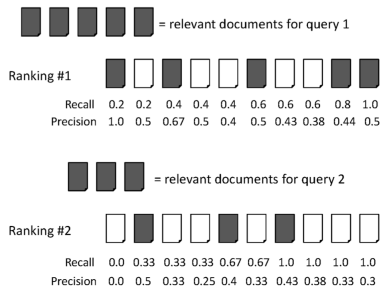 = relevant documents for query 1
Ranking #1
Recall 0.2 0.2 0.4 0.4 0.4 0.6 0.6 0.6 0.8 1.0
Precision 1.0 0.5 0.67 0.5 0.4 0.5 0.43 0.38 0.44 0.5
= relevant documents for query 2
Ranking #2
Recall 0.0 0.33 0.33 0.33 0.67 0.67 1.0 1.0 1.0 1.0
Precision 0.0 0.5 0.33 0.25 0.4 0.33 0.43 0.38 0.33 0.3